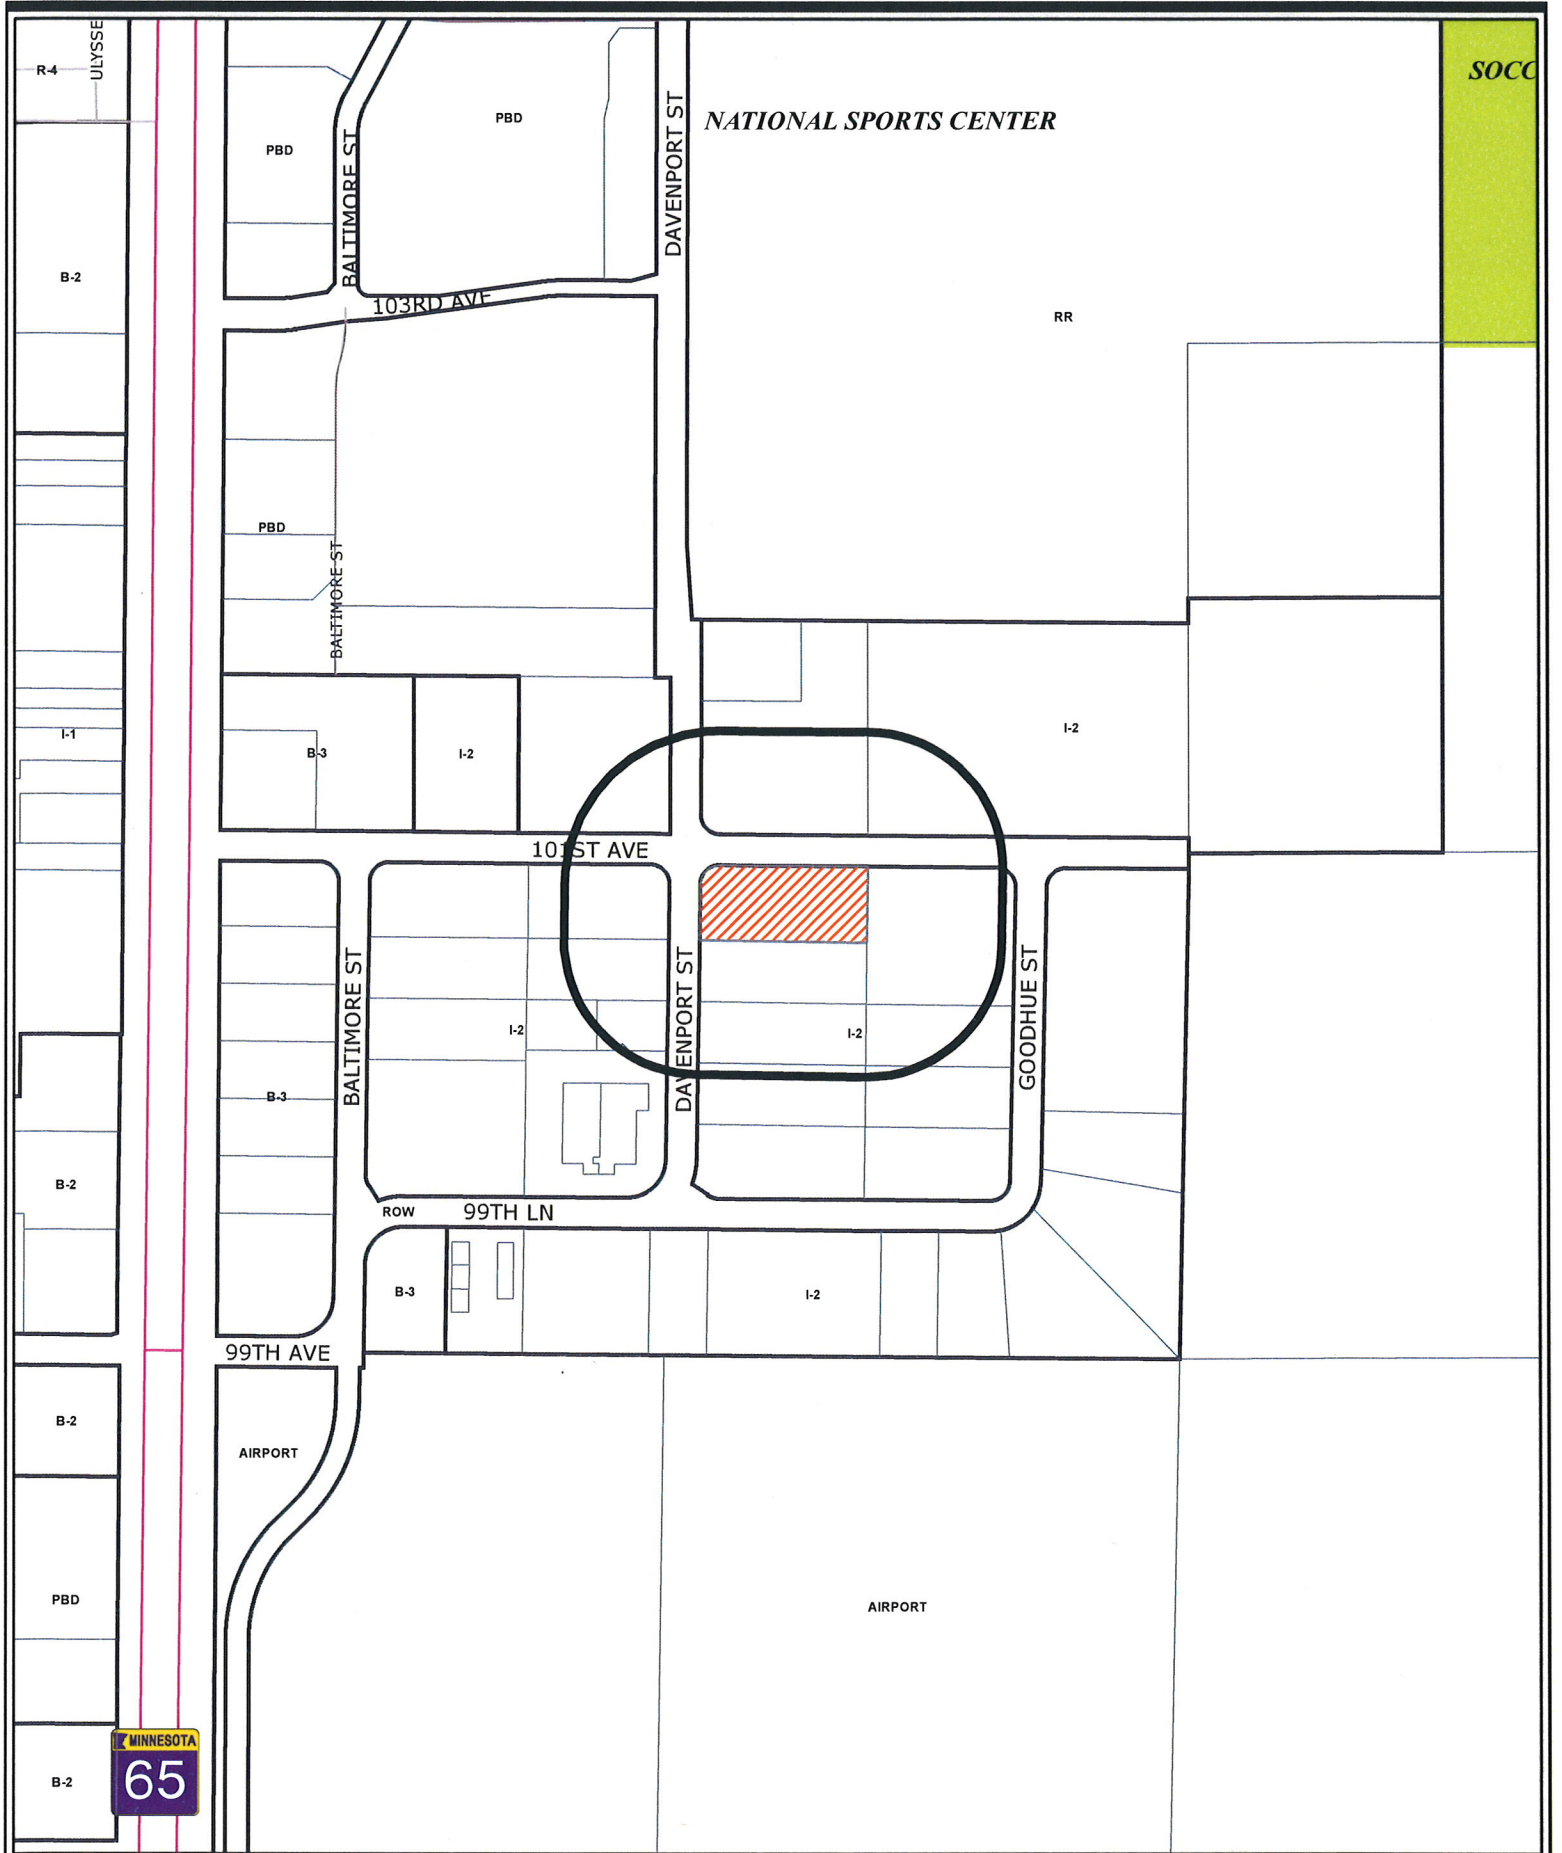 ULYSSE
R-4
SOCC
PBD
NATIONAL SPORTS CENTER
DAVENPORT ST
PBD
BALTIMORE ST
B-2
103RD AVE
RR
PBD
BALTIMORE ST
I-1
B-3
I-2
I-2
101ST AVE
BALTIMORE ST
DAVENPORT ST
GOODHUE ST
I-2
I-2
B-3
B-2
ROW
99TH LN
B-3
I-2
99TH AVE
B-2
AIRPORT
PBD
AIRPORT
MINNESOTA
65
B-2